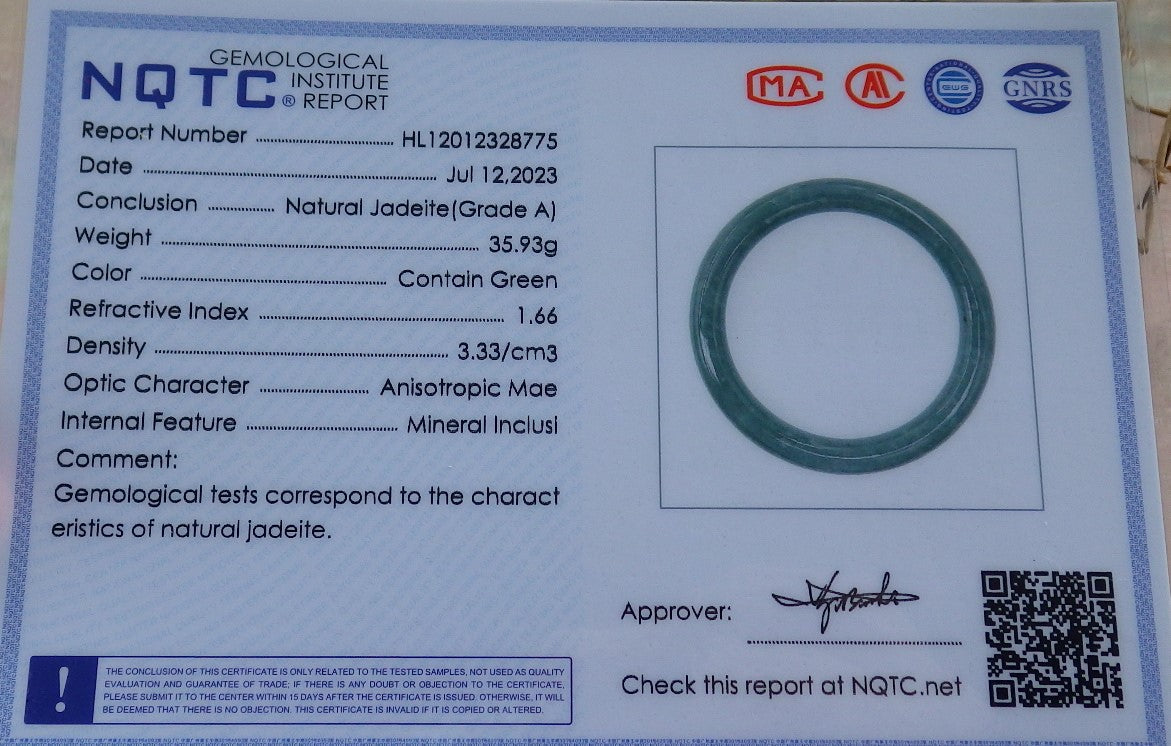 GEMOLOGICAL
NQTC INSTITUTE
® REPORT
MA
GNRS
Report Number HL12012328775
Date Jul 12,2023
Conclusion Natural Jadeite(Grade A)
Weight 35.93g
Color Contain Green
Refractive Index 1.66
Density 3.33/cm3
Optic Character Anisotropic Mae
Internal Feature Mineral Inclusi
Comment:
Gemological tests correspond to the charact
eristics of natural jadeite.
Approver:
Check this report at NQTC.net
!
THE CONCLUSION OF THIS CERTIFICATE IS ONLY RELATED TO THE TESTED SAMPLES, NOT USED AS QUALITY
EVALUATION AND GUARANTEE OF TRADE; IF THERE IS ANY DOUBT OR OBJECTION TO THE CERTIFICATE,
PLEASE SUBMIT IT TO THE CENTER WITHIN 15 DAYS AFTER THE CERTIFICATE IS ISSUED. OTHERWISE, IT WILL
BE DEEMED THAT THERE IS NO OBJECTION. THIS CERTIFICATE IS INVALID IF IT IS COPIED OR ALTERED.